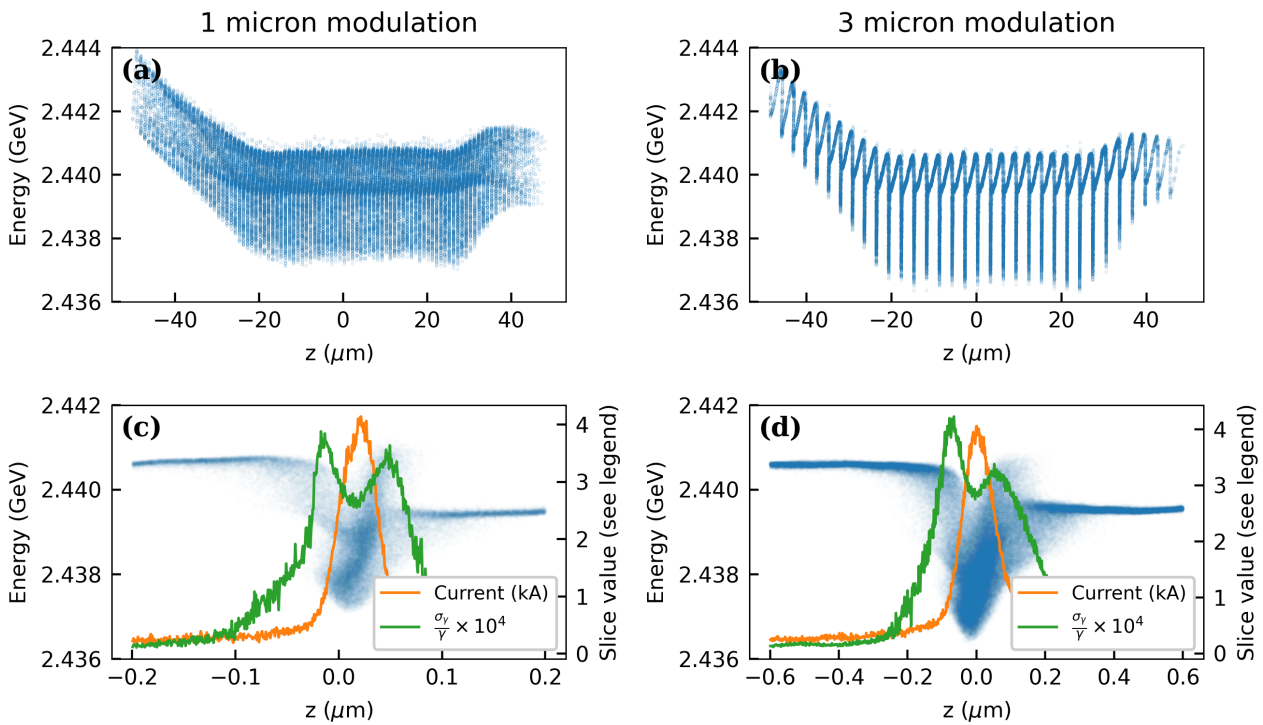 1 micron modulation
3 micron modulation
(a)
Energy (GeV)
2.444
2.442
2.440
2.438
2.436
−40
−20
0
20
40
z (μm)
(b)
Energy (GeV)
2.444
2.442
2.440
2.438
2.436
−40
−20
0
20
40
z (μm)
(c)
Energy (GeV)
2.442
2.440
2.438
2.436
−0.2
−0.1
0.0
0.1
0.2
z (μm)
4
3
2
1
0
Slice value (see legend)
Current (kA)
σγ/γ × 10⁴
(d)
Energy (GeV)
2.442
2.440
2.438
2.436
−0.6
−0.4
−0.2
0.0
0.2
0.4
0.6
z (μm)
4
3
2
1
0
Slice value (see legend)
Current (kA)
σγ/γ × 10⁴